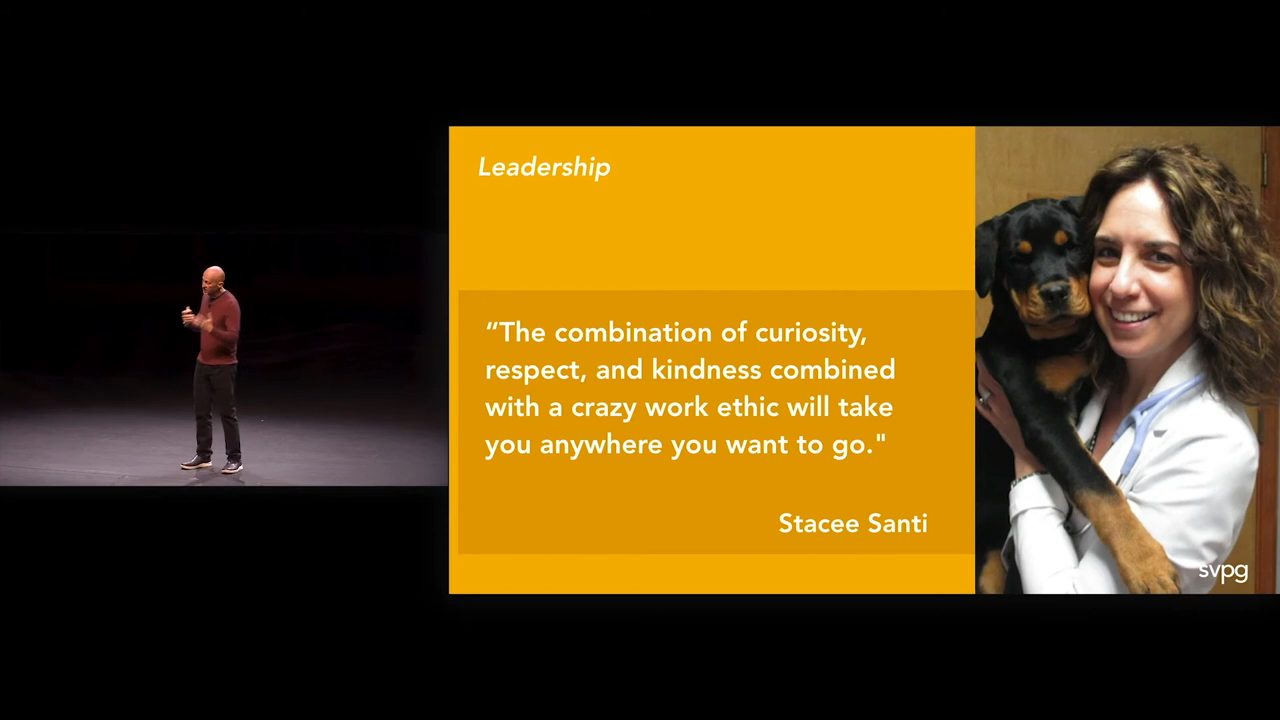 Leadership
“The combination of curiosity,
respect, and kindness combined
with a crazy work ethic will take
you anywhere you want to go."
Stacee Santi
svpg